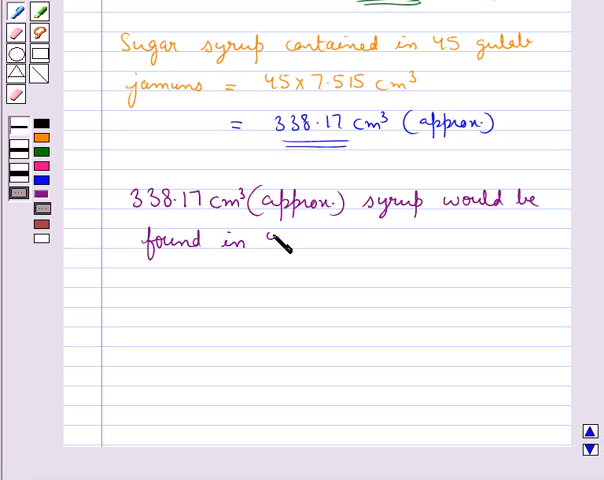 Sugar syrup contained in 45 gulab
jamuns = 45 x 7.515 cm³
= 338.17 cm³ (approx.)
338.17 cm³ (approx.) syrup would be
found in